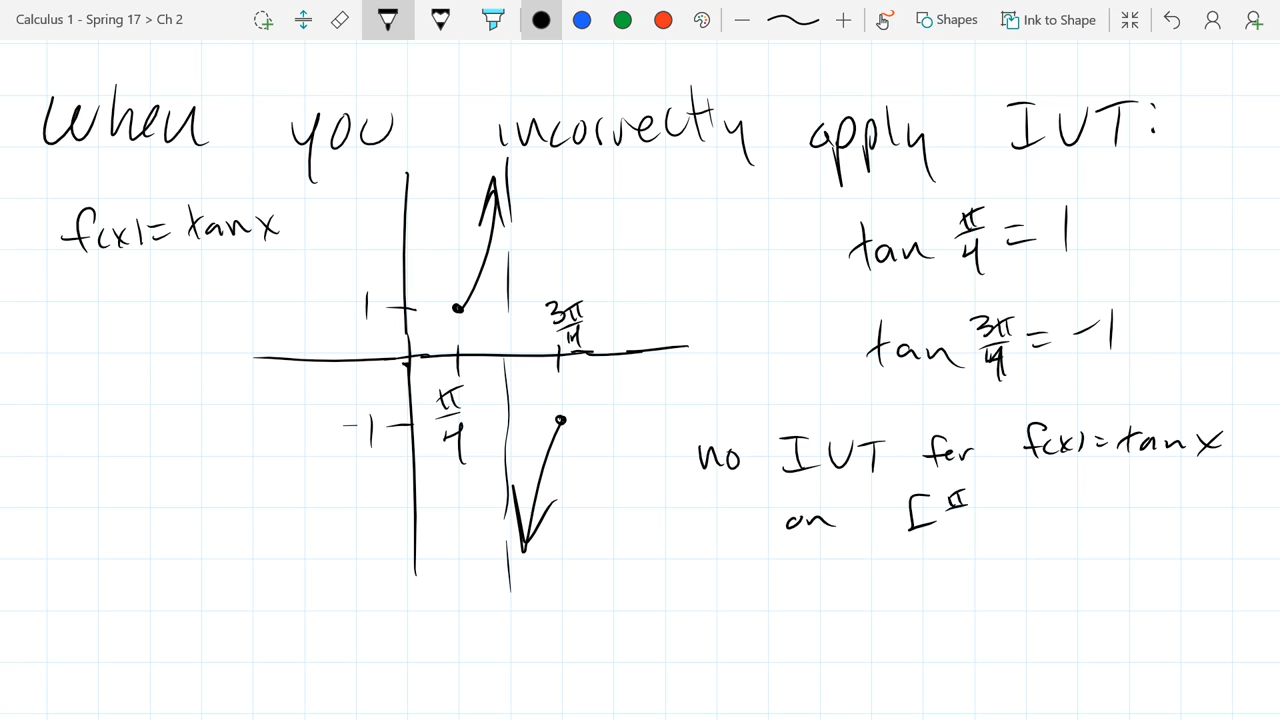 Calculus 1 - Spring 17 > Ch 2
Shapes
Ink to Shape
When you incorrectly apply IVT:
f(x) = tan x
tan π/4 = 1
1
3π/4
tan 3π/4 = -1
π/4
-1
no IVT for f(x) = tan x
on [π